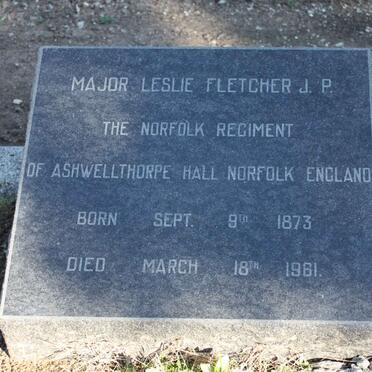 MAJOR LESLIE FLETCHER J. P.
THE NORFOLK REGIMENT
OF ASHWELLTHORPE HALL NORFOLK ENGLAND
BORN SEPT. 9TH 1873
DIED MARCH 18TH 1961.